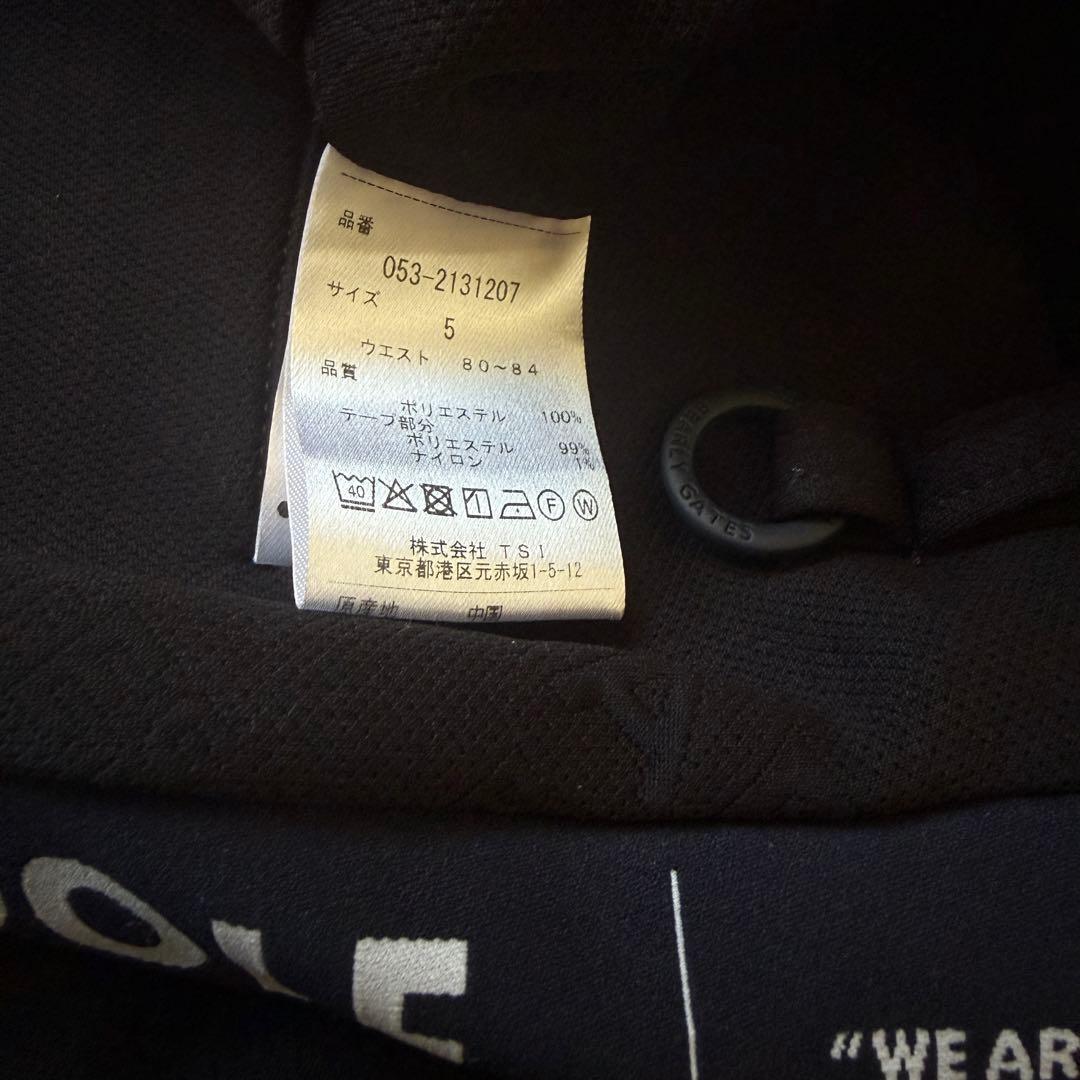 品番
053-2131207
サイズ
5
ウエスト 80～84
品質
ポリエステル 100%
テープ部分
ポリエステル 99%
ナイロン 1%
40
F W
株式会社 TSI
東京都港区元赤坂1-5-12
原産地 中国
PEARLY GATES
"WE AR